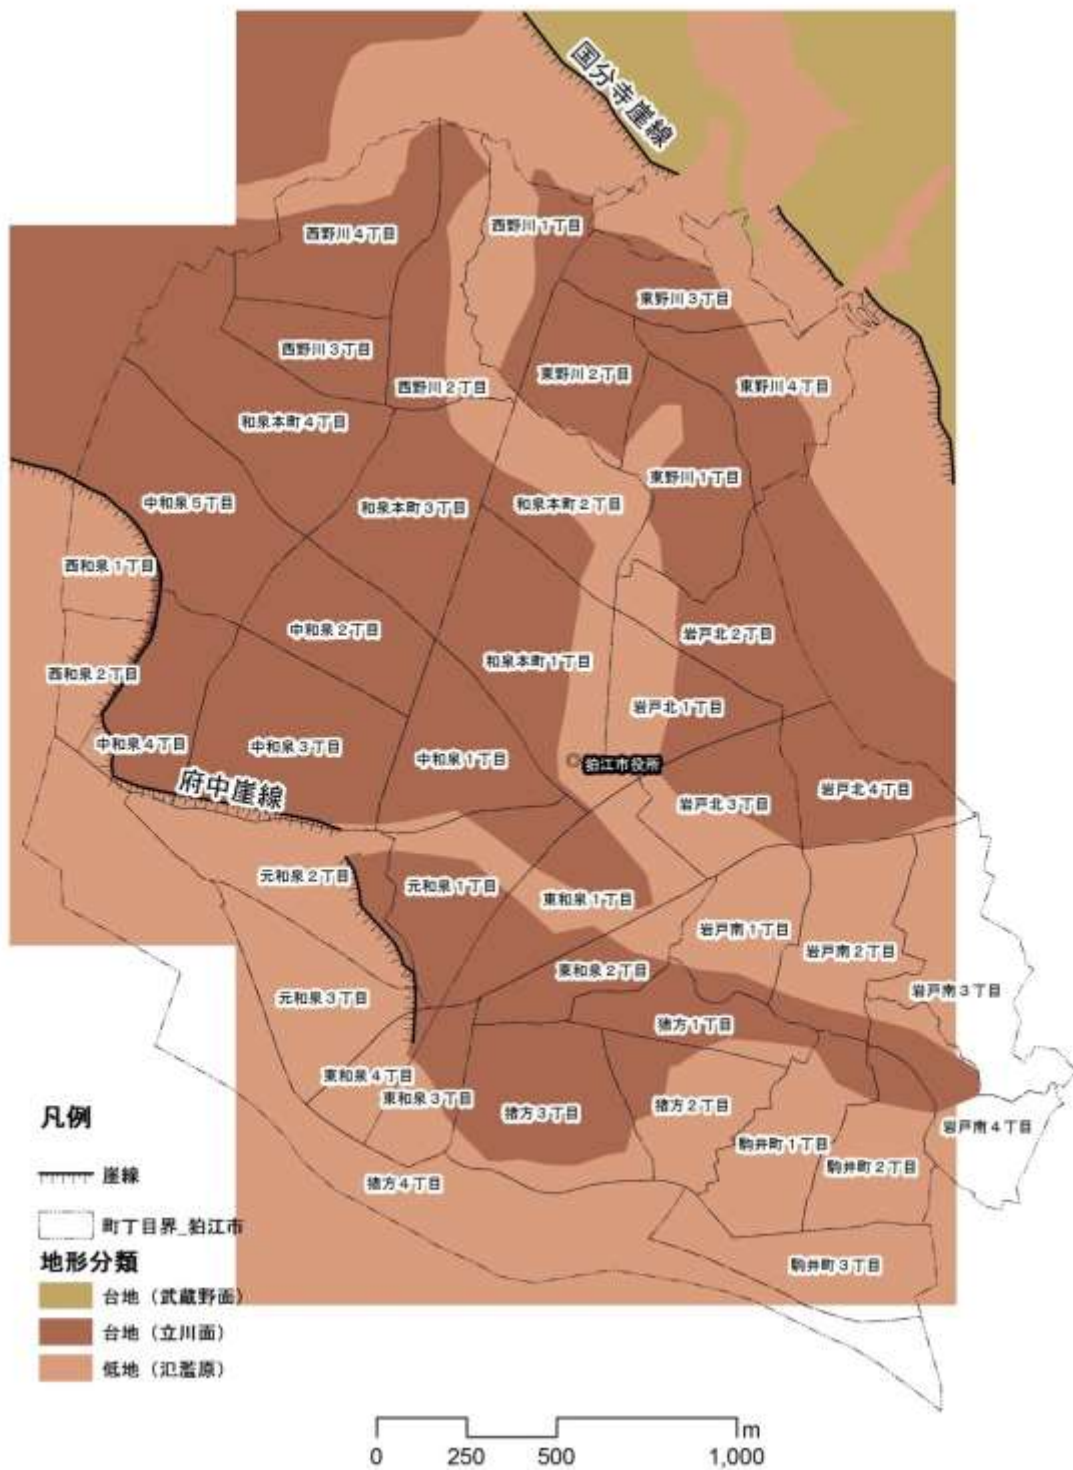 国分寺崖線
西野川4丁目
西野川1丁目
東野川3丁目
西野川3丁目
東野川2丁目
西野川2丁目
東野川4丁目
和泉本町4丁目
東野川1丁目
中和泉5丁目
和泉本町3丁目
和泉本町2丁目
西和泉1丁目
中和泉2丁目
岩戸北2丁目
和泉本町1丁目
西和泉2丁目
岩戸北1丁目
中和泉4丁目
中和泉3丁目
中和泉1丁目
狛江市役所
府中崖線
岩戸北3丁目
岩戸北4丁目
元和泉2丁目
元和泉1丁目
東和泉1丁目
岩戸南1丁目
岩戸南2丁目
東和泉2丁目
岩戸南3丁目
元和泉3丁目
猪方1丁目
東和泉4丁目
東和泉3丁目
猪方3丁目
猪方2丁目
岩戸南4丁目
駒井町1丁目
駒井町2丁目
猪方4丁目
駒井町3丁目
凡例
崖線
町丁目界_狛江市
地形分類
台地（武蔵野面）
台地（立川面）
低地（氾濫原）
m
0 250 500 1,000